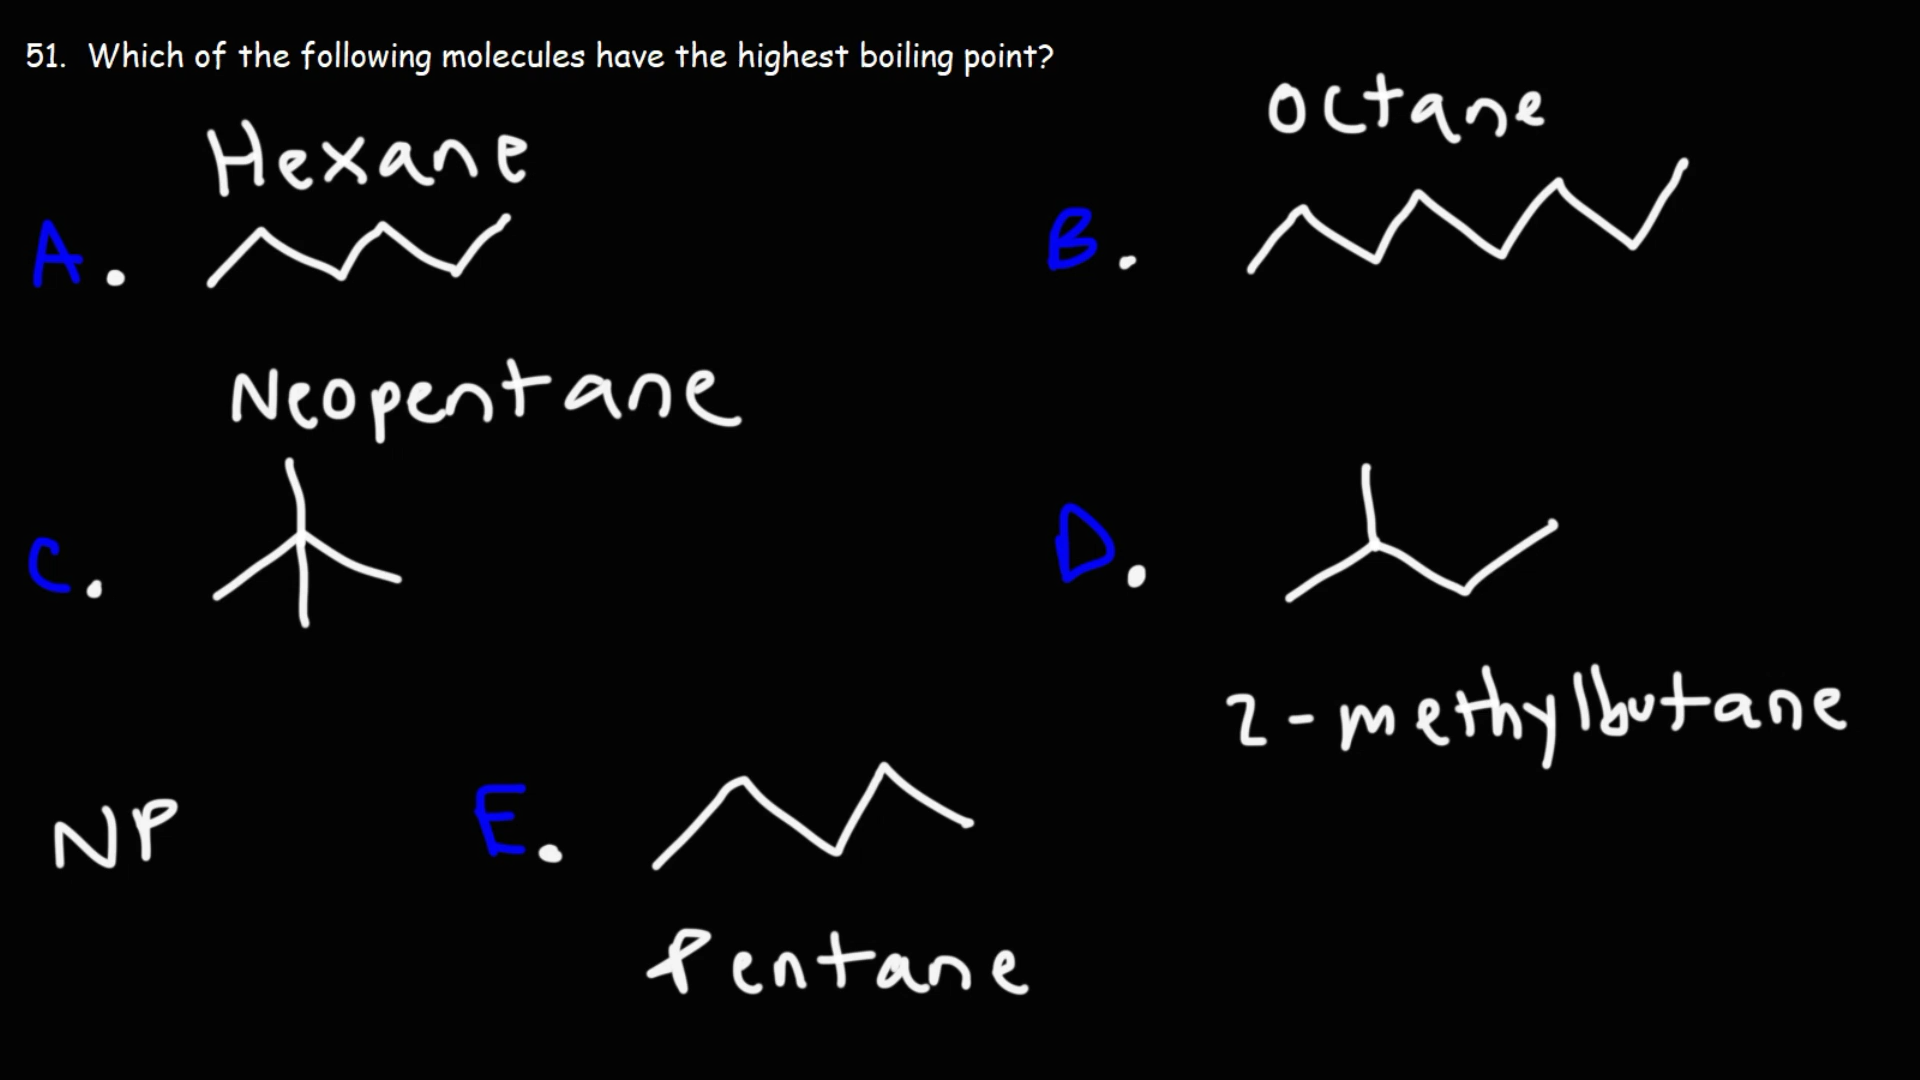 51. Which of the following molecules have the highest boiling point?
Hexane
Octane
A.
B.
Neopentane
C.
D.
2-methylbutane
NP
E.
Pentane